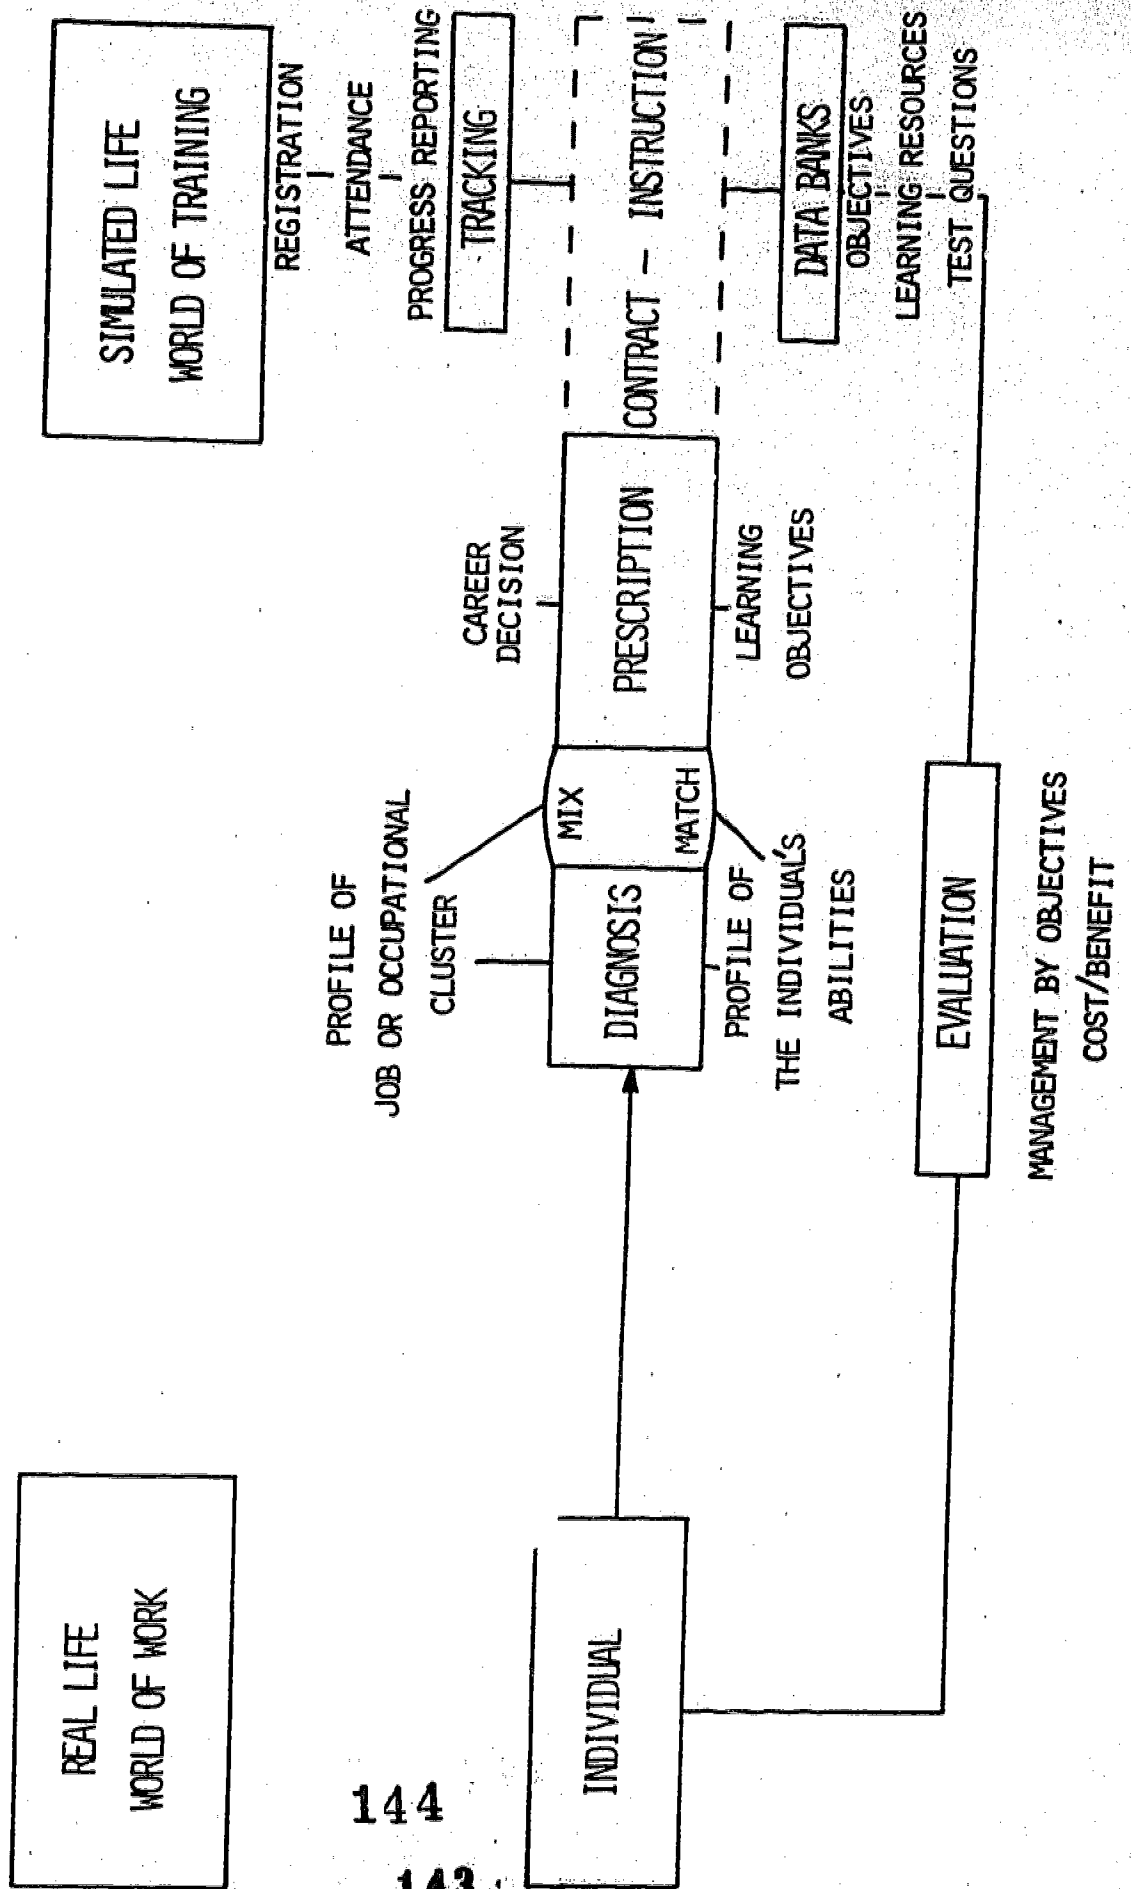 REAL LIFE
WORLD OF WORK
SIMULATED LIFE
WORLD OF TRAINING
REGISTRATION
ATTENDANCE
PROGRESS REPORTING
TRACKING
PROFILE OF
JOB OR OCCUPATIONAL
CLUSTER
CAREER
DECISION
INDIVIDUAL
DIAGNOSIS
MIX
MATCH
PRESCRIPTION
CONTRACT - INSTRUCTION
PROFILE OF
THE INDIVIDUAL'S
ABILITIES
LEARNING
OBJECTIVES
DATA BANKS
OBJECTIVES
LEARNING RESOURCES
TEST QUESTIONS
EVALUATION
MANAGEMENT BY OBJECTIVES
COST/BENEFIT
144
143